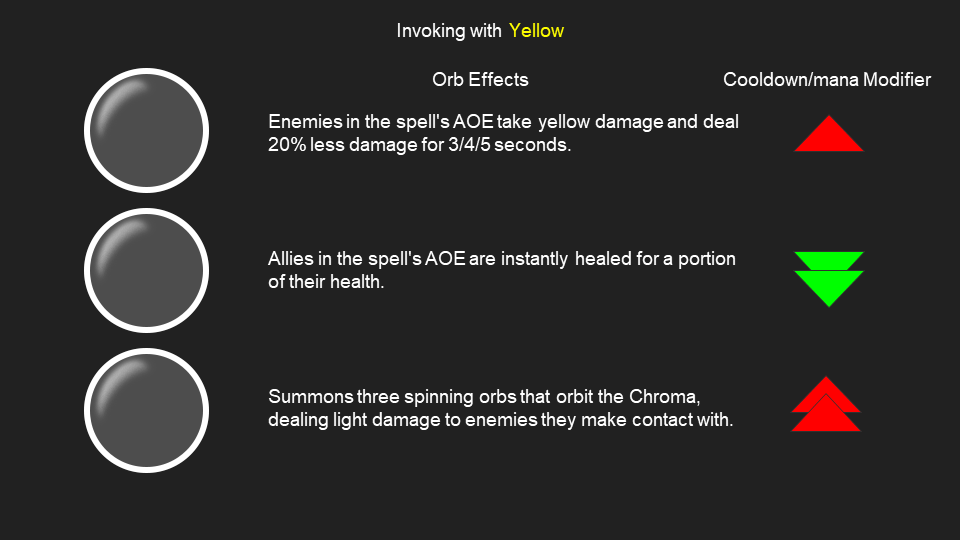 Invoking with Yellow
Orb Effects
Cooldown/mana Modifier
Enemies in the spell's AOE take yellow damage and deal
20% less damage for 3/4/5 seconds.
Allies in the spell's AOE are instantly healed for a portion
of their health.
Summons three spinning orbs that orbit the Chroma,
dealing light damage to enemies they make contact with.